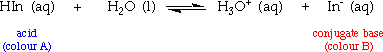 HIn (aq) + H₂O (l) ⇌ H₃O⁺ (aq) + In⁻ (aq)
acid conjugate base
(colour A) (colour B)